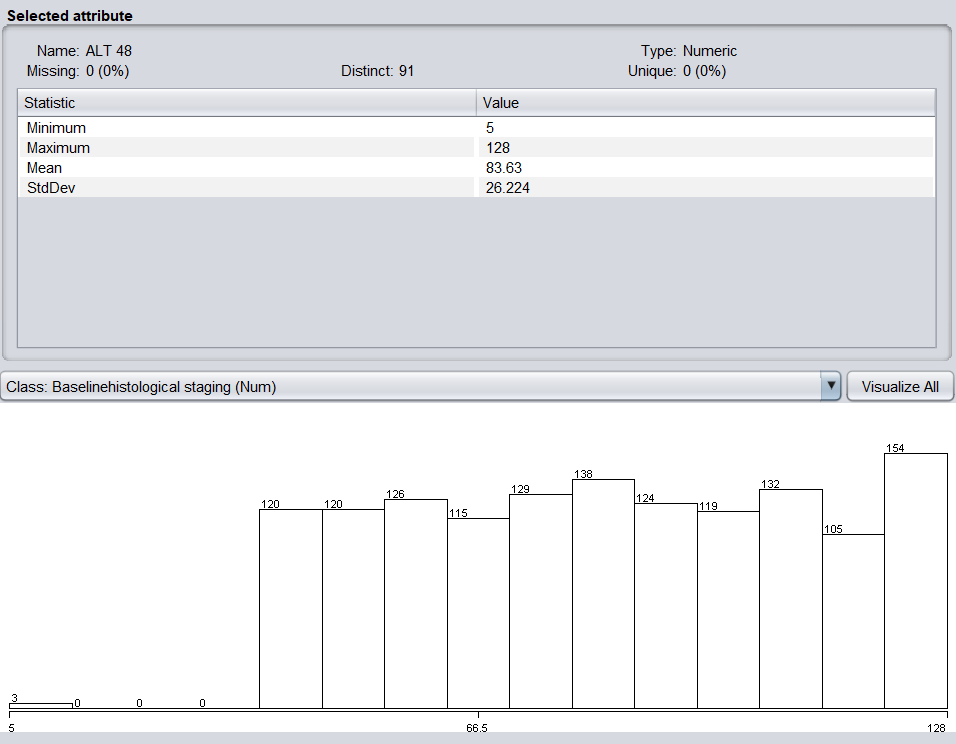 Selected attribute
Name: ALT 48 Type: Numeric
Missing: 0 (0%) Distinct: 91 Unique: 0 (0%)
Statistic Value
Minimum 5
Maximum 128
Mean 83.63
StdDev 26.224
Class: Baselinehistological staging (Num) Visualize All
3 0 0 0 120 120 126 115 129 138 124 119 132 105 154
5 66.5 128